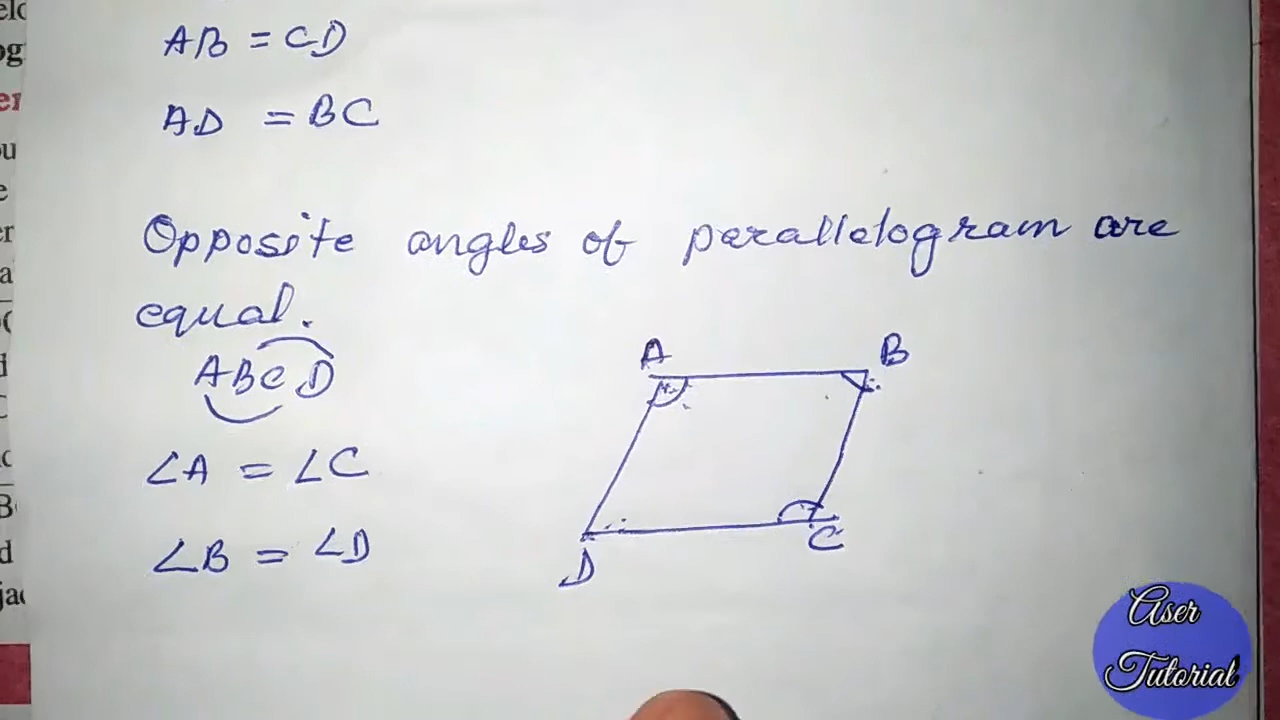 AB = CD
AD = BC
Opposite angles of parallelogram are
equal.
ABCD
∠A = ∠C
∠B = ∠D
A
B
C
D
Aser
Tutorial